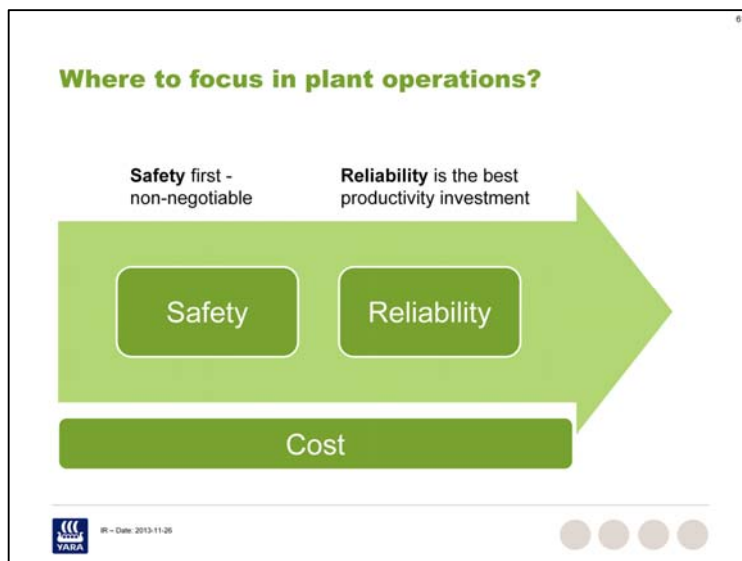 6
Where to focus in plant operations?
Safety first -
non-negotiable
Reliability is the best
productivity investment
Safety
Reliability
Cost
YARA
IR – Date: 2013-11-26